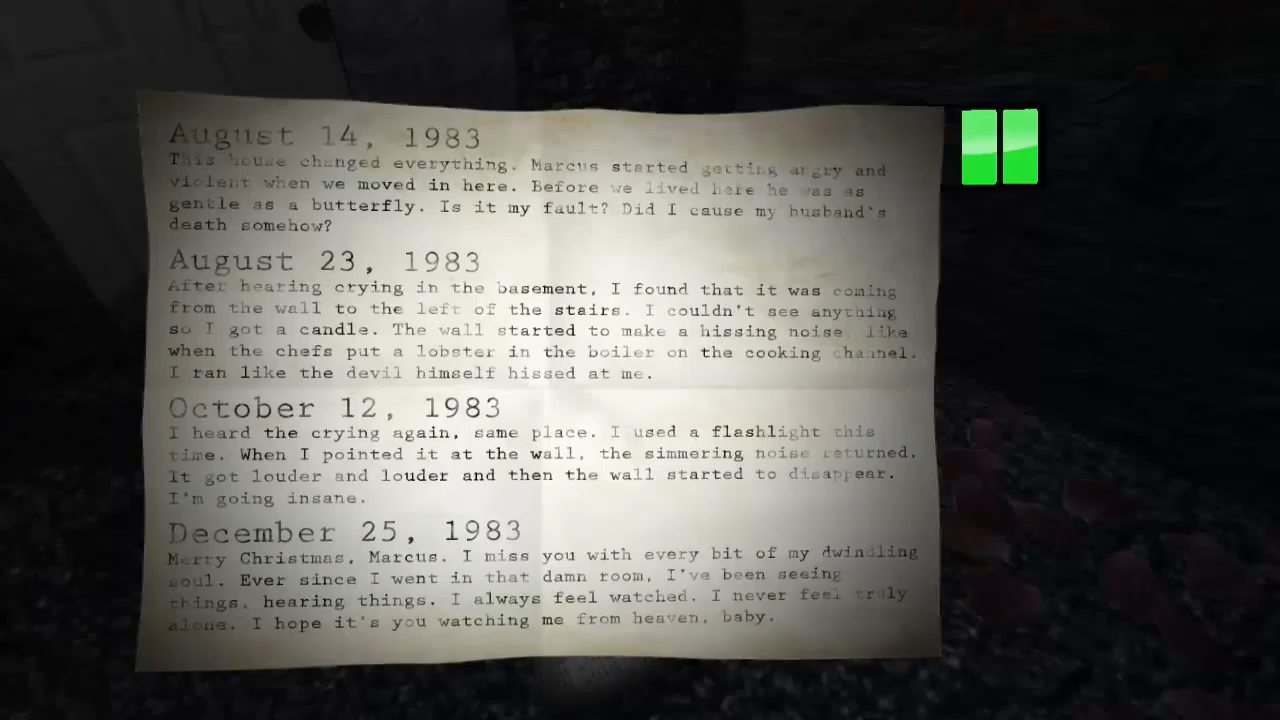 August 14, 1983
This house changed everything. Marcus started getting angry and
violent when we moved in here. Before we lived here he was as
gentle as a butterfly. Is it my fault? Did I cause my husband's
death somehow?
August 23, 1983
After hearing crying in the basement, I found that it was coming
from the wall to the left of the stairs. I couldn't see anything
so I got a candle. The wall started to make a hissing noise, like
when the chefs put a lobster in the boiler on the cooking channel.
I ran like the devil himself hissed at me.
October 12, 1983
I heard the crying again, same place. I used a flashlight this
time. When I pointed it at the wall, the simmering noise returned.
It got louder and louder and then the wall started to disappear.
I'm going insane.
December 25, 1983
Merry Christmas, Marcus. I miss you with every bit of my dwindling
soul. Ever since I went in that damn room, I've been seeing
things, hearing things. I always feel watched. I never feel truly
alone. I hope it's you watching me from heaven, baby.